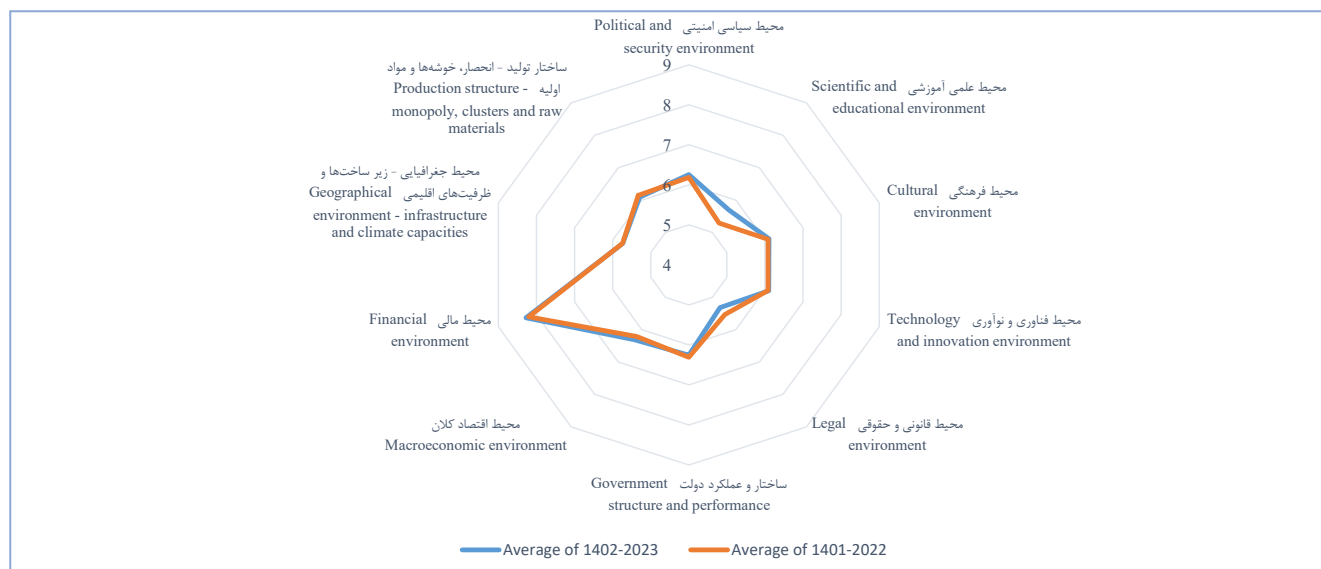 محیط سیاسی امنیتی Political and
security environment
محیط علمی آموزشی Scientific and
educational environment
محیط فرهنگی Cultural
environment
محیط فناوری و نوآوری Technology
and innovation environment
محیط قانونی و حقوقی Legal
environment
ساختار و عملکرد دولت Government
structure and performance
محیط اقتصاد کلان
Macroeconomic environment
محیط مالی Financial
environment
محیط جغرافیایی - زیر ساخت‌ها و
ظرفیت‌های اقلیمی Geographical
environment - infrastructure
and climate capacities
ساختار تولید - انحصار، خوشه‌ها و مواد
اولیه Production structure -
monopoly, clusters and raw
materials
9
8
7
6
5
4
Average of 1402-2023
Average of 1401-2022